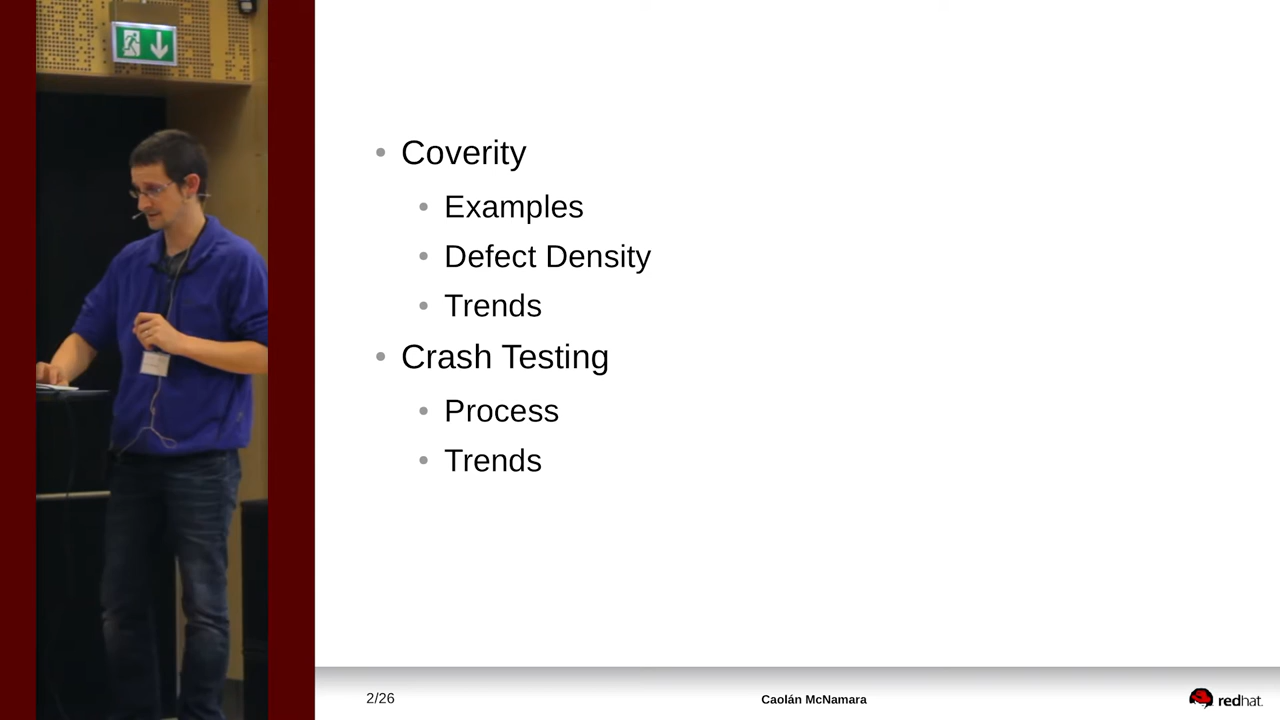 Coverity
Examples
Defect Density
Trends
Crash Testing
Process
Trends
2/26
Caolán McNamara
redhat.